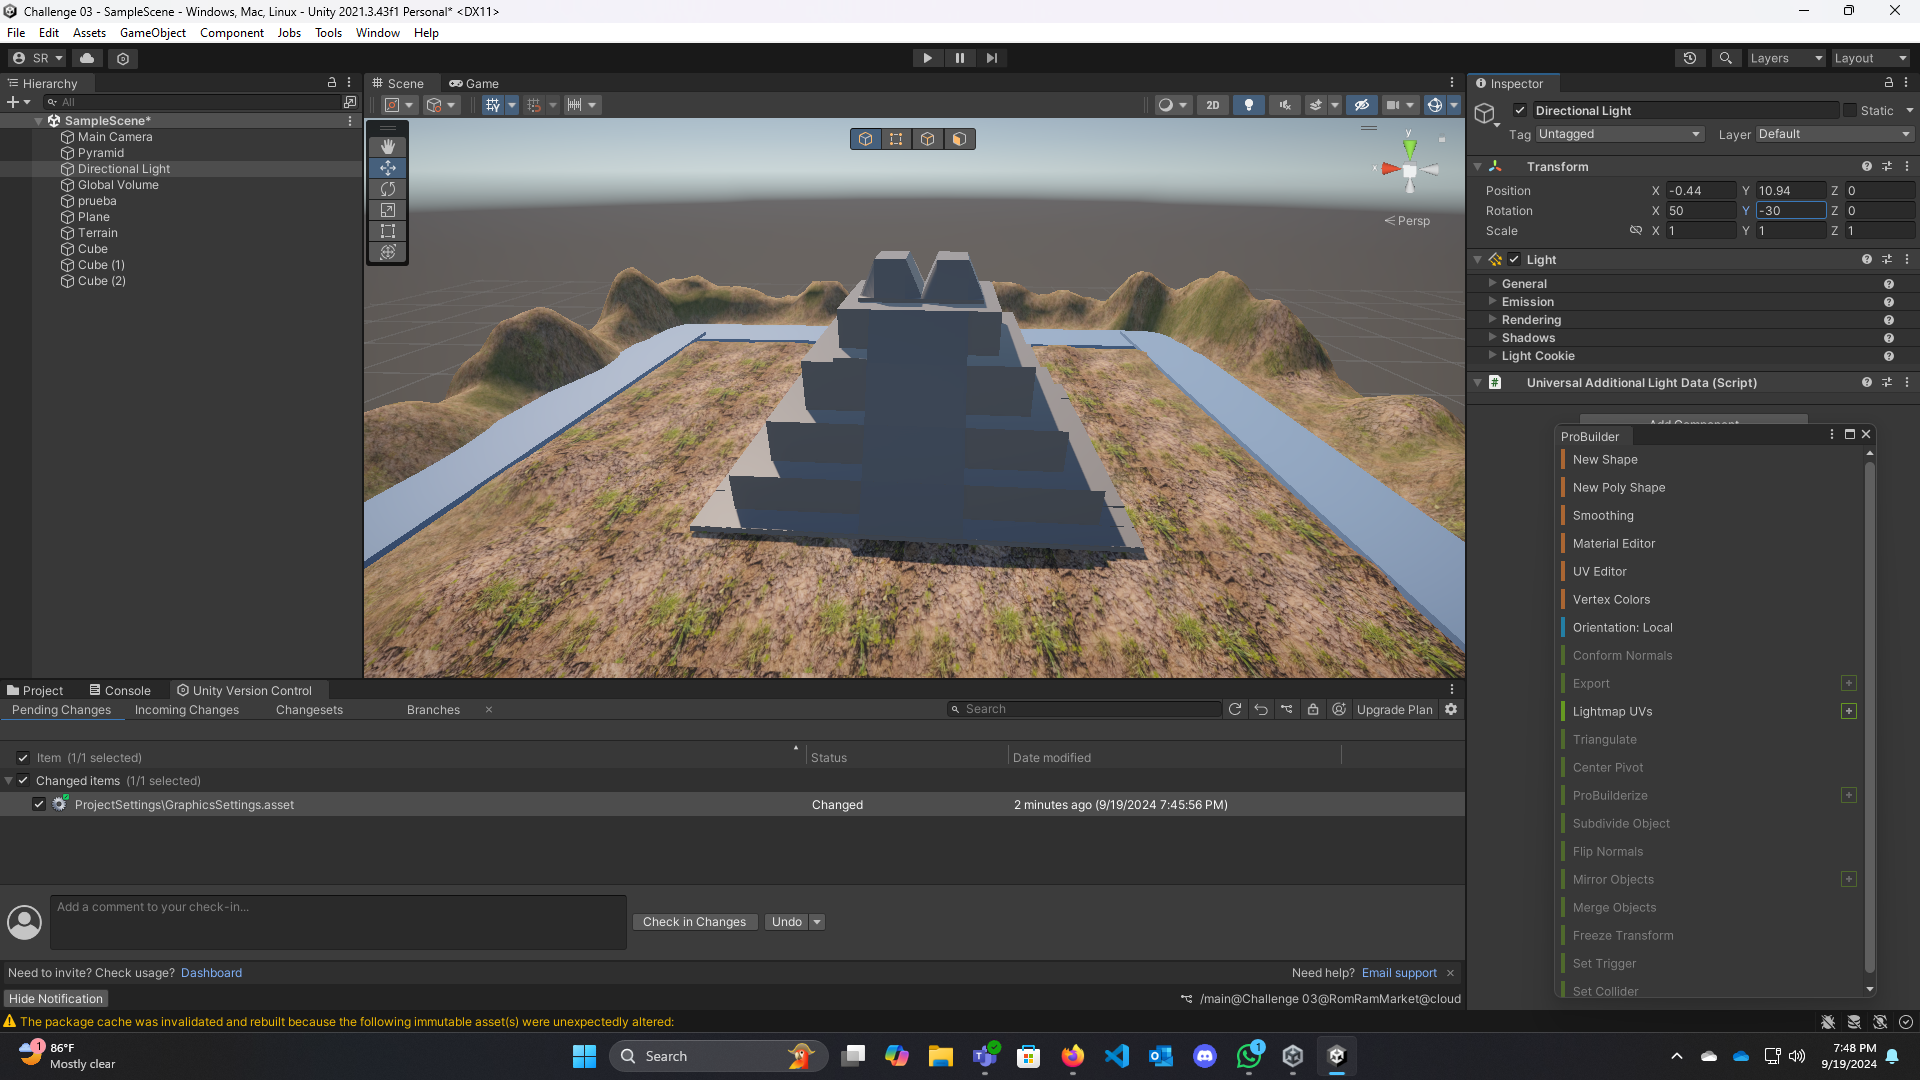 Challenge 03 - SampleScene - Windows, Mac, Linux - Unity 2021.3.43f1 Personal* <DX11>
File Edit Assets GameObject Component Jobs Tools Window Help
SR Layers Layout
Hierarchy
All
SampleScene*
Main Camera
Pyramid
Directional Light
Global Volume
prueba
Plane
Terrain
Cube
Cube (1)
Cube (2)
Scene Game
2D
y
x
Persp
Inspector
Directional Light Static
Tag Untagged Layer Default
Transform
Position X -0.44 Y 10.94 Z 0
Rotation X 50 Y -30 Z 0
Scale X 1 Y 1 Z 1
Light
General
Emission
Rendering
Shadows
Light Cookie
# Universal Additional Light Data (Script)
Add Component
ProBuilder
New Shape
New Poly Shape
Smoothing
Material Editor
UV Editor
Vertex Colors
Orientation: Local
Conform Normals
Export
Lightmap UVs
Triangulate
Center Pivot
ProBuilderize
Subdivide Object
Flip Normals
Mirror Objects
Merge Objects
Freeze Transform
Set Trigger
Set Collider
Project Console Unity Version Control
Pending Changes Incoming Changes Changesets Branches
Search Upgrade Plan
Item (1/1 selected) Status Date modified
Changed items (1/1 selected)
ProjectSettings\GraphicsSettings.asset Changed 2 minutes ago (9/19/2024 7:45:56 PM)
Add a comment to your check-in...
Check in Changes Undo
Need to invite? Check usage? Dashboard Need help? Email support
Hide Notification /main@Challenge 03@RomRamMarket@cloud
The package cache was invalidated and rebuilt because the following immutable asset(s) were unexpectedly altered:
1 86°F
Mostly clear
Search
1
7:48 PM
9/19/2024